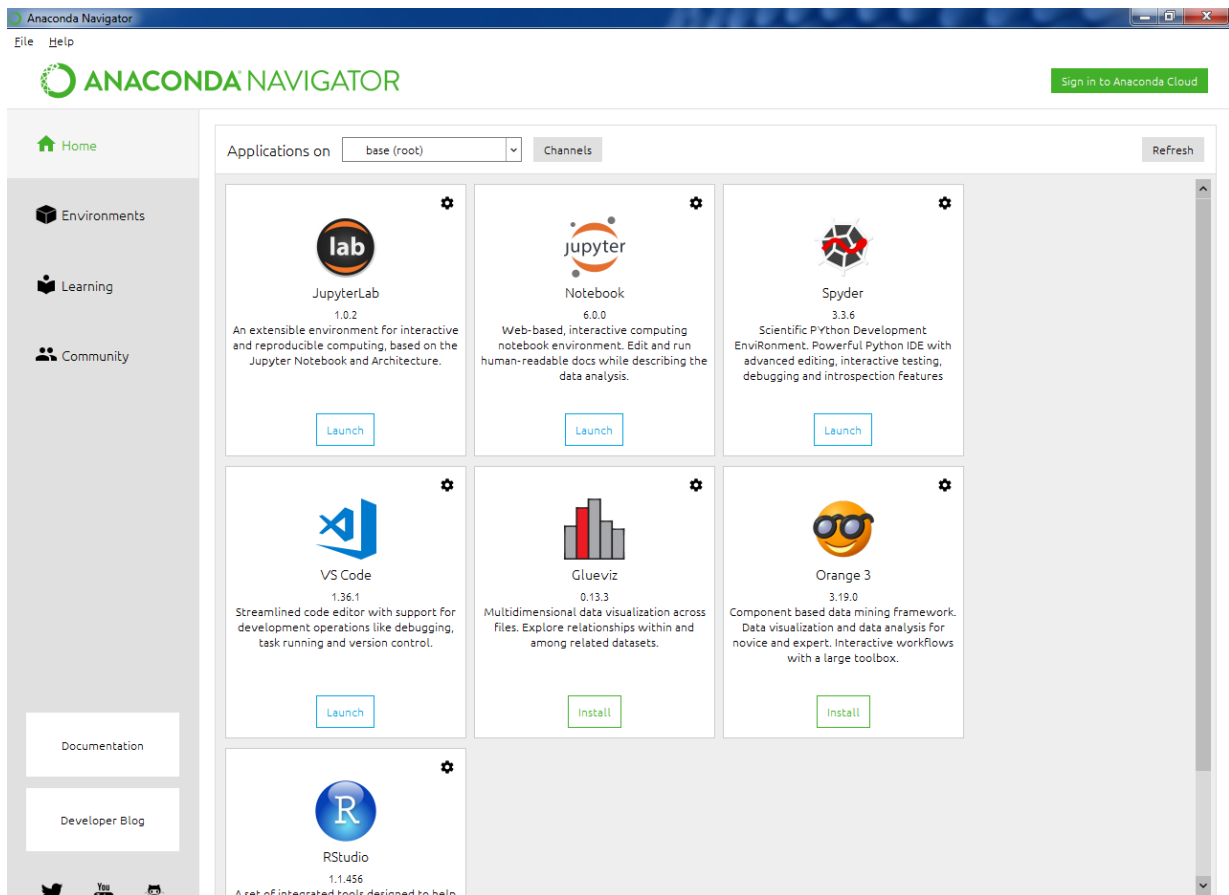 Anaconda Navigator
File Help
ANACONDA NAVIGATOR
Sign in to Anaconda Cloud
Home
Environments
Learning
Community
Documentation
Developer Blog
You
Applications on base (root) Channels Refresh
lab
JupyterLab
1.0.2
An extensible environment for interactive
and reproducible computing, based on the
Jupyter Notebook and Architecture.
Launch
jupyter
Notebook
6.0.0
Web-based, interactive computing
notebook environment. Edit and run
human-readable docs while describing the
data analysis.
Launch
Spyder
3.3.6
Scientific PYthon Development
EnviRonment. Powerful Python IDE with
advanced editing, interactive testing,
debugging and introspection features
Launch
VS Code
1.36.1
Streamlined code editor with support for
development operations like debugging,
task running and version control.
Launch
Glueviz
0.13.3
Multidimensional data visualization across
files. Explore relationships within and
among related datasets.
Install
Orange 3
3.19.0
Component based data mining framework.
Data visualization and data analysis for
novice and expert. Interactive workflows
with a large toolbox.
Install
R
RStudio
1.1.456
A set of integrated tools designed to help